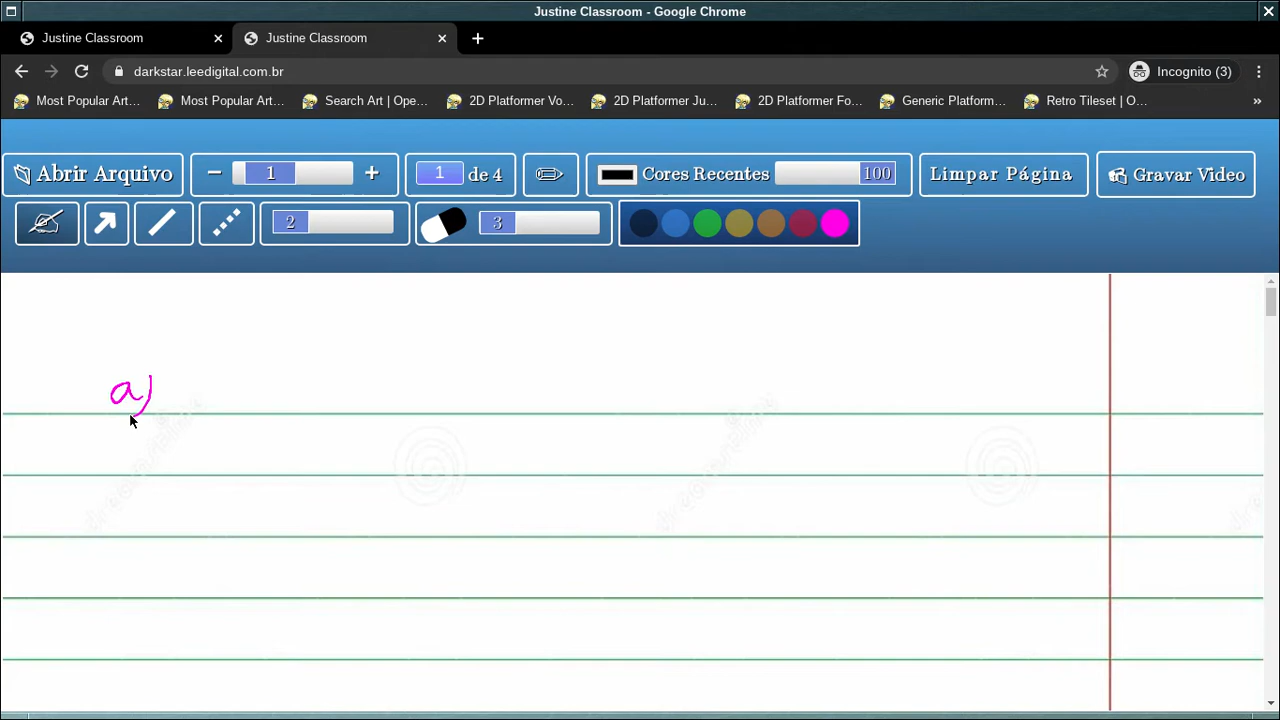 Justine Classroom - Google Chrome
Justine Classroom
Justine Classroom
darkstar.leedigital.com.br
Incognito (3)
Most Popular Art…
Most Popular Art…
Search Art | Ope…
2D Platformer Vo…
2D Platformer Ju…
2D Platformer Fo…
Generic Platform…
Retro Tileset | O…
»
Abrir Arquivo
− 1 +
1 de 4
Cores Recentes 100
Limpar Página
Gravar Video
2
3
a)